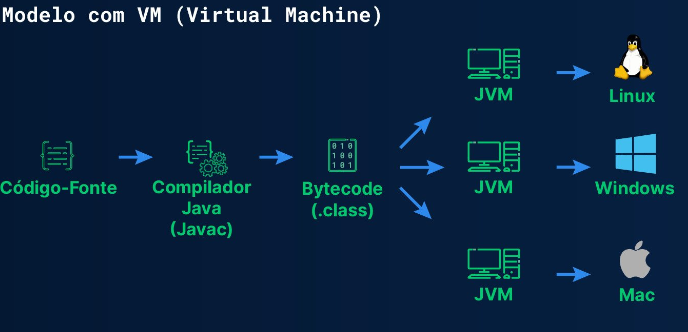 Modelo com VM (Virtual Machine)
JVM
Linux
010
100
101
Código-Fonte
Compilador
Java
(Javac)
Bytecode
(.class)
JVM
Windows
JVM
Mac